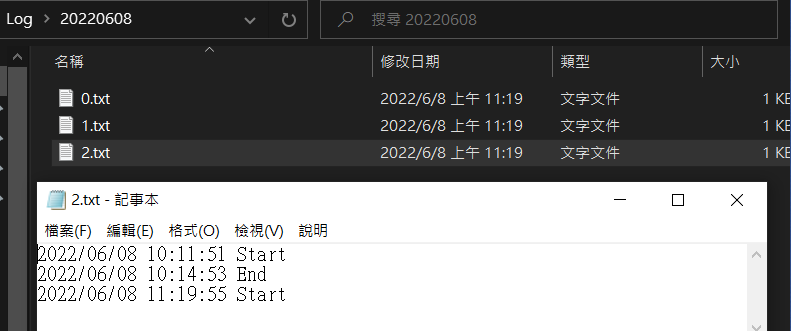 Log > 20220608
搜尋 20220608
名稱 修改日期 類型 大小
0.txt 2022/6/8 上午 11:19 文字文件 1 KB
1.txt 2022/6/8 上午 11:19 文字文件 1 KB
2.txt 2022/6/8 上午 11:19 文字文件 1 KB
2.txt - 記事本
檔案(F) 編輯(E) 格式(O) 檢視(V) 說明
2022/06/08 10:11:51 Start
2022/06/08 10:14:53 End
2022/06/08 11:19:55 Start